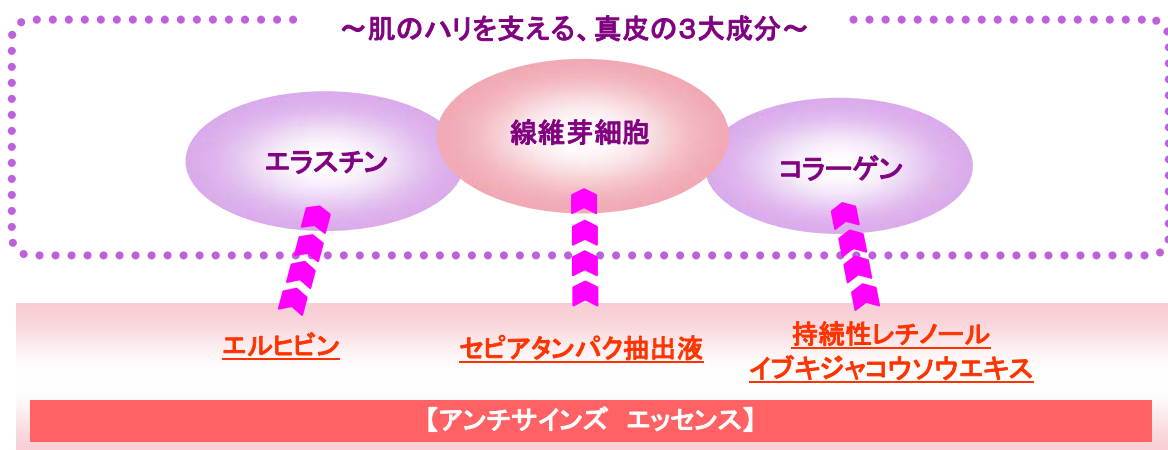 ～肌のハリを支える、真皮の３大成分～
線維芽細胞
エラスチン
コラーゲン
エルヒビン
セピアタンパク抽出液
持続性レチノール
イブキジャコウソウエキス
【アンチサインズ　エッセンス】